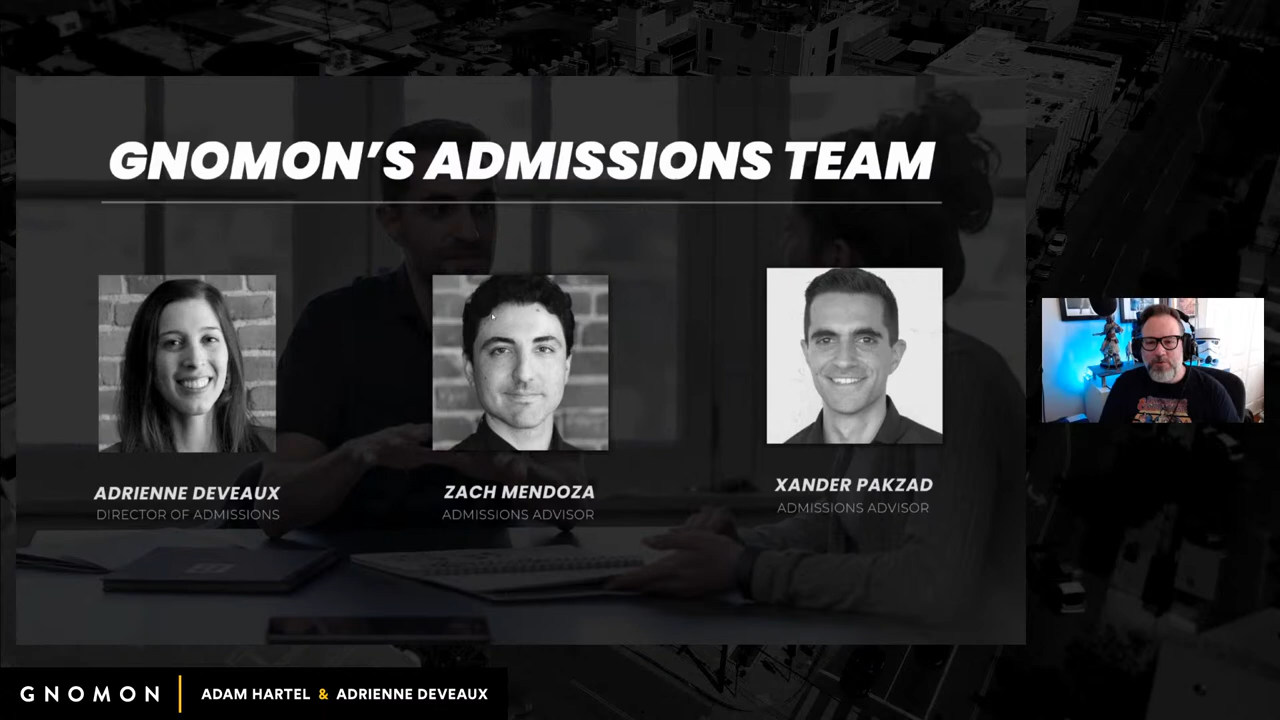 GNOMON'S ADMISSIONS TEAM
ADRIENNE DEVEAUX
DIRECTOR OF ADMISSIONS
ZACH MENDOZA
ADMISSIONS ADVISOR
XANDER PAKZAD
ADMISSIONS ADVISOR
GNOMON
ADAM HARTEL & ADRIENNE DEVEAUX